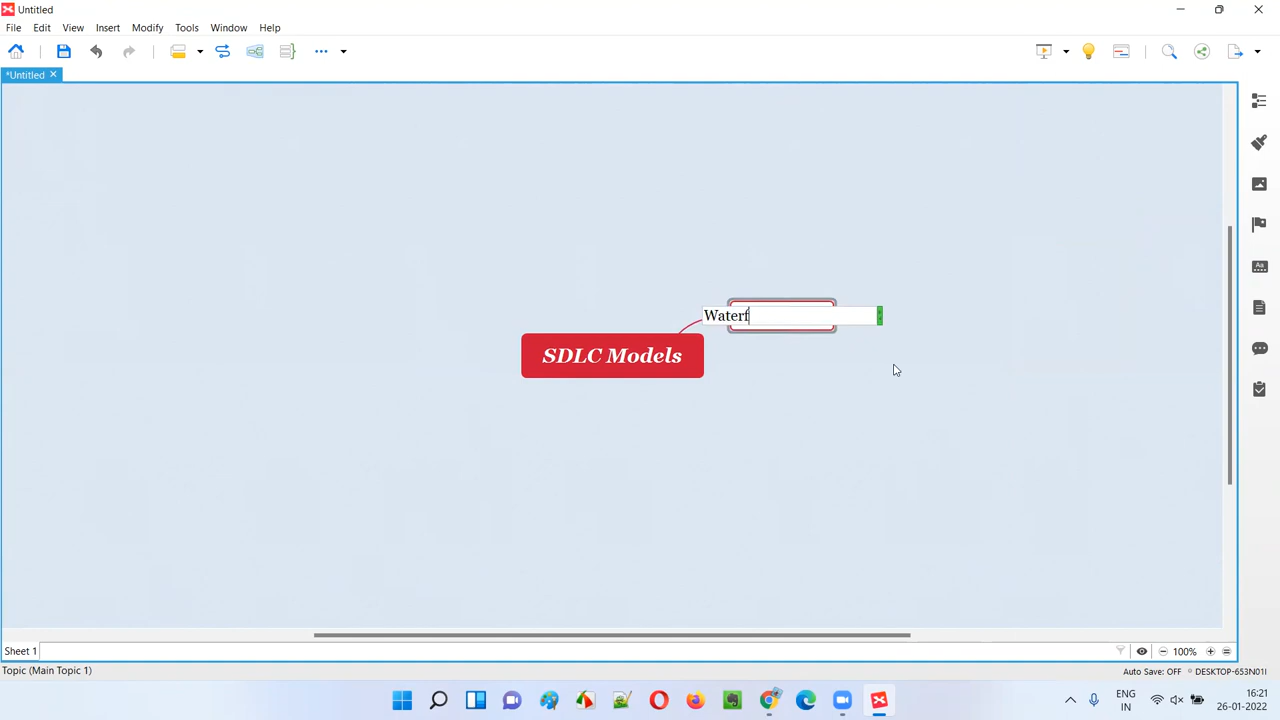 Untitled
File Edit View Insert Modify Tools Window Help
*Untitled
Waterf
SDLC Models
Aa
Sheet 1
100%
Topic (Main Topic 1)
Auto Save: OFF
DESKTOP-653N01I
ENG
IN
16:21
26-01-2022